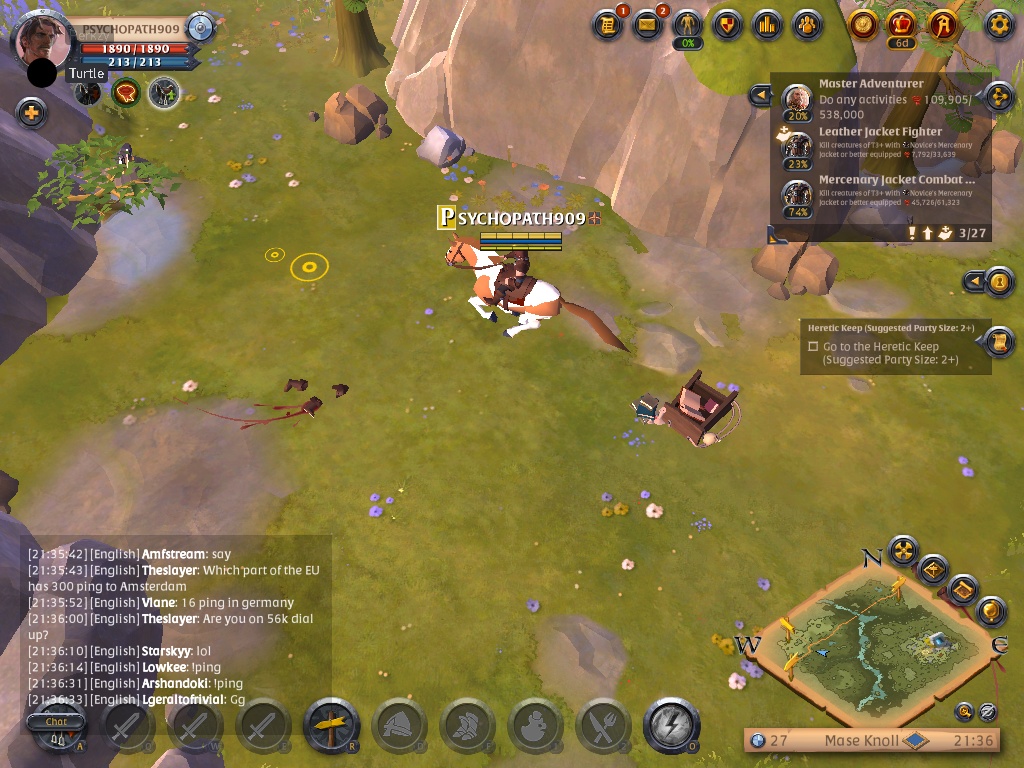 PSYCHOPATH909
1890 / 1890
213 / 213
Turtle
1
2
0%
6d
Master Adventurer
Do any activities 109,905/
538,000
20%
Leather Jacket Fighter
Kill creatures of T3+ with Novice's Mercenary
Jacket or better equipped 7,792/33,639
23%
Mercenary Jacket Combat ...
Kill creatures of T3+ with Novice's Mercenary
Jacket or better equipped 45,726/61,323
74%
3/27
PSYCHOPATH909
Heretic Keep (Suggested Party Size: 2+)
Go to the Heretic Keep
(Suggested Party Size: 2+)
[21:35:42] [English] Amfstream: say
[21:35:43] [English] Theslayer: Which part of the EU
has 300 ping to Amsterdam
[21:35:52] [English] Vlane: 16 ping in germany
[21:36:00] [English] Theslayer: Are you on 56k dial
up?
[21:36:10] [English] Starskyy: lol
[21:36:14] [English] Lowkee: !ping
[21:36:31] [English] Arshandoki: !ping
[21:36:33] [English] Lgeraltofrivial: Gg
Chat
A
Q
W
E
R
D
F
O
N
W
E
27
Mase Knoll
21:36